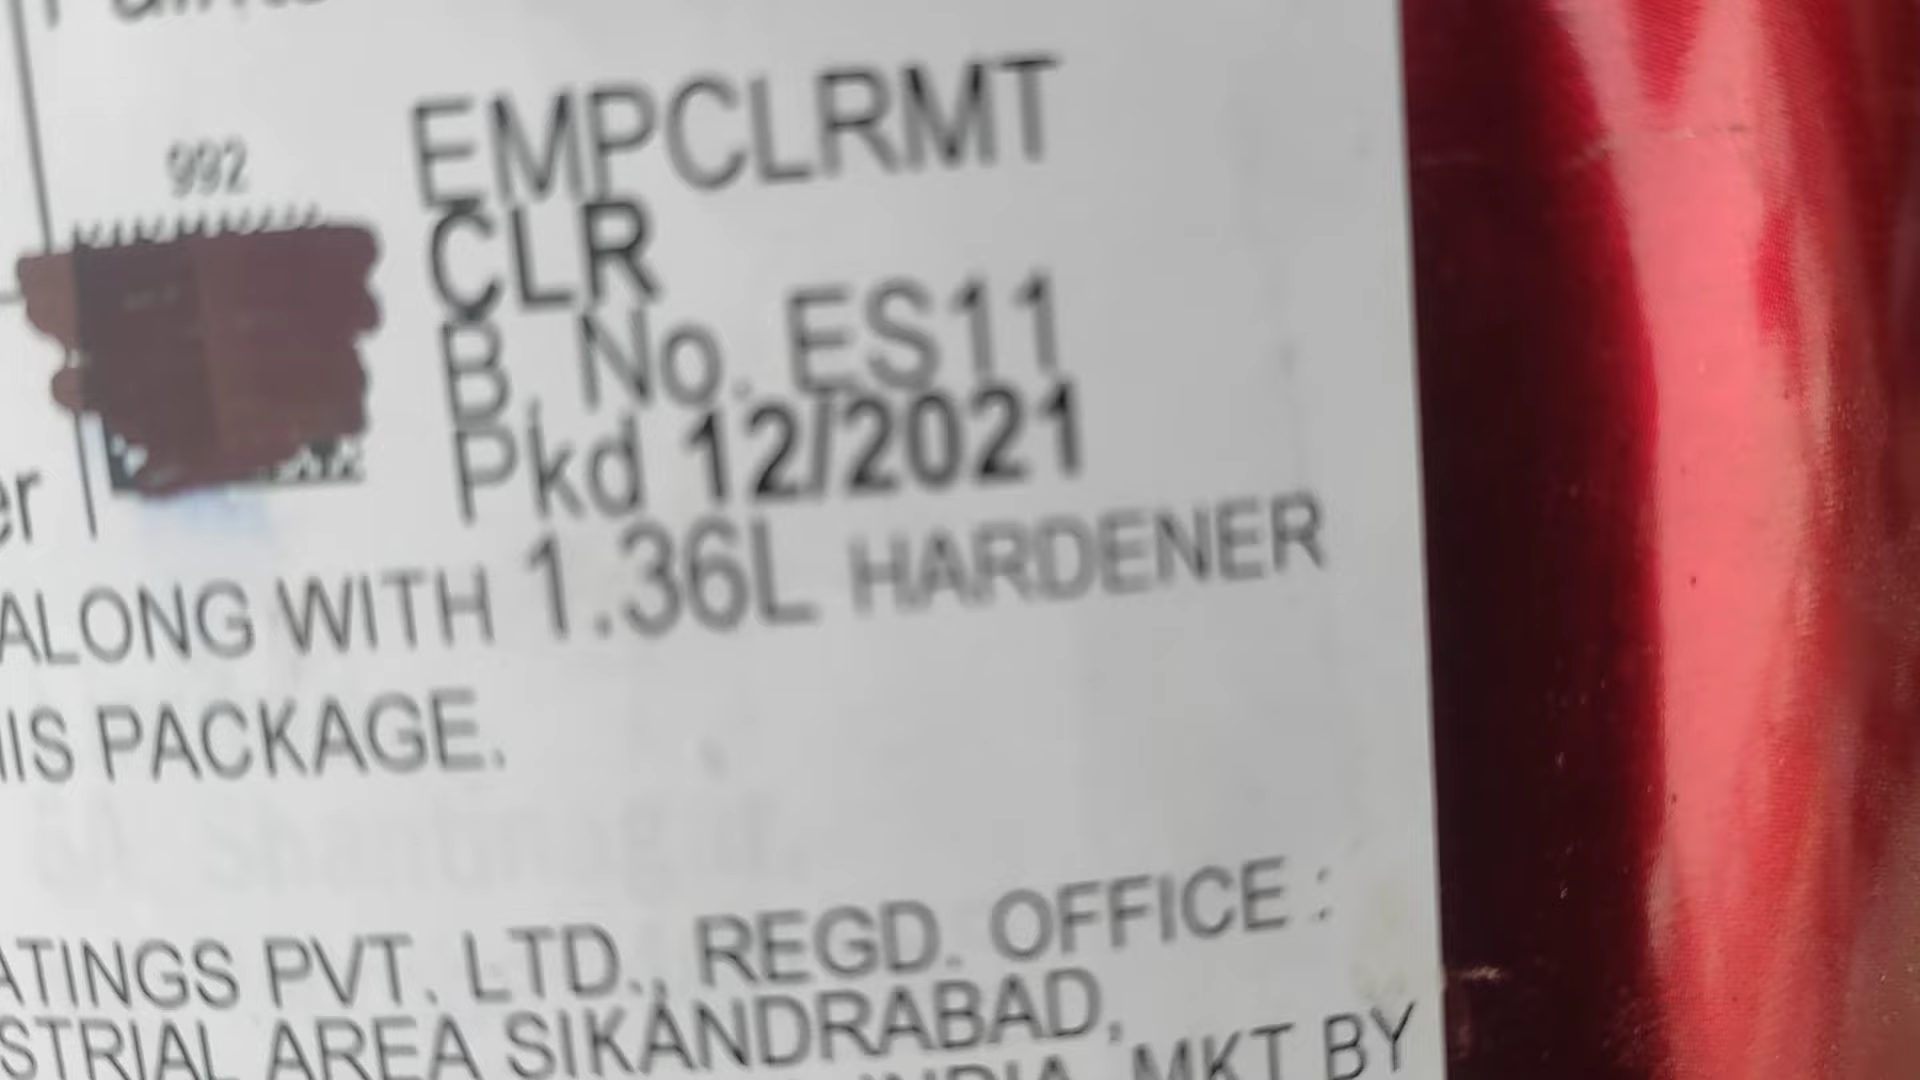 992
EMPCLRMT
CLR
B. No. ES11
Pkd 12/2021
er
ALONG WITH 1.36L HARDENER
IS PACKAGE.
ATINGS PVT. LTD., REGD. OFFICE :
STRIAL AREA SIKANDRABAD,
INDIA, MKT BY